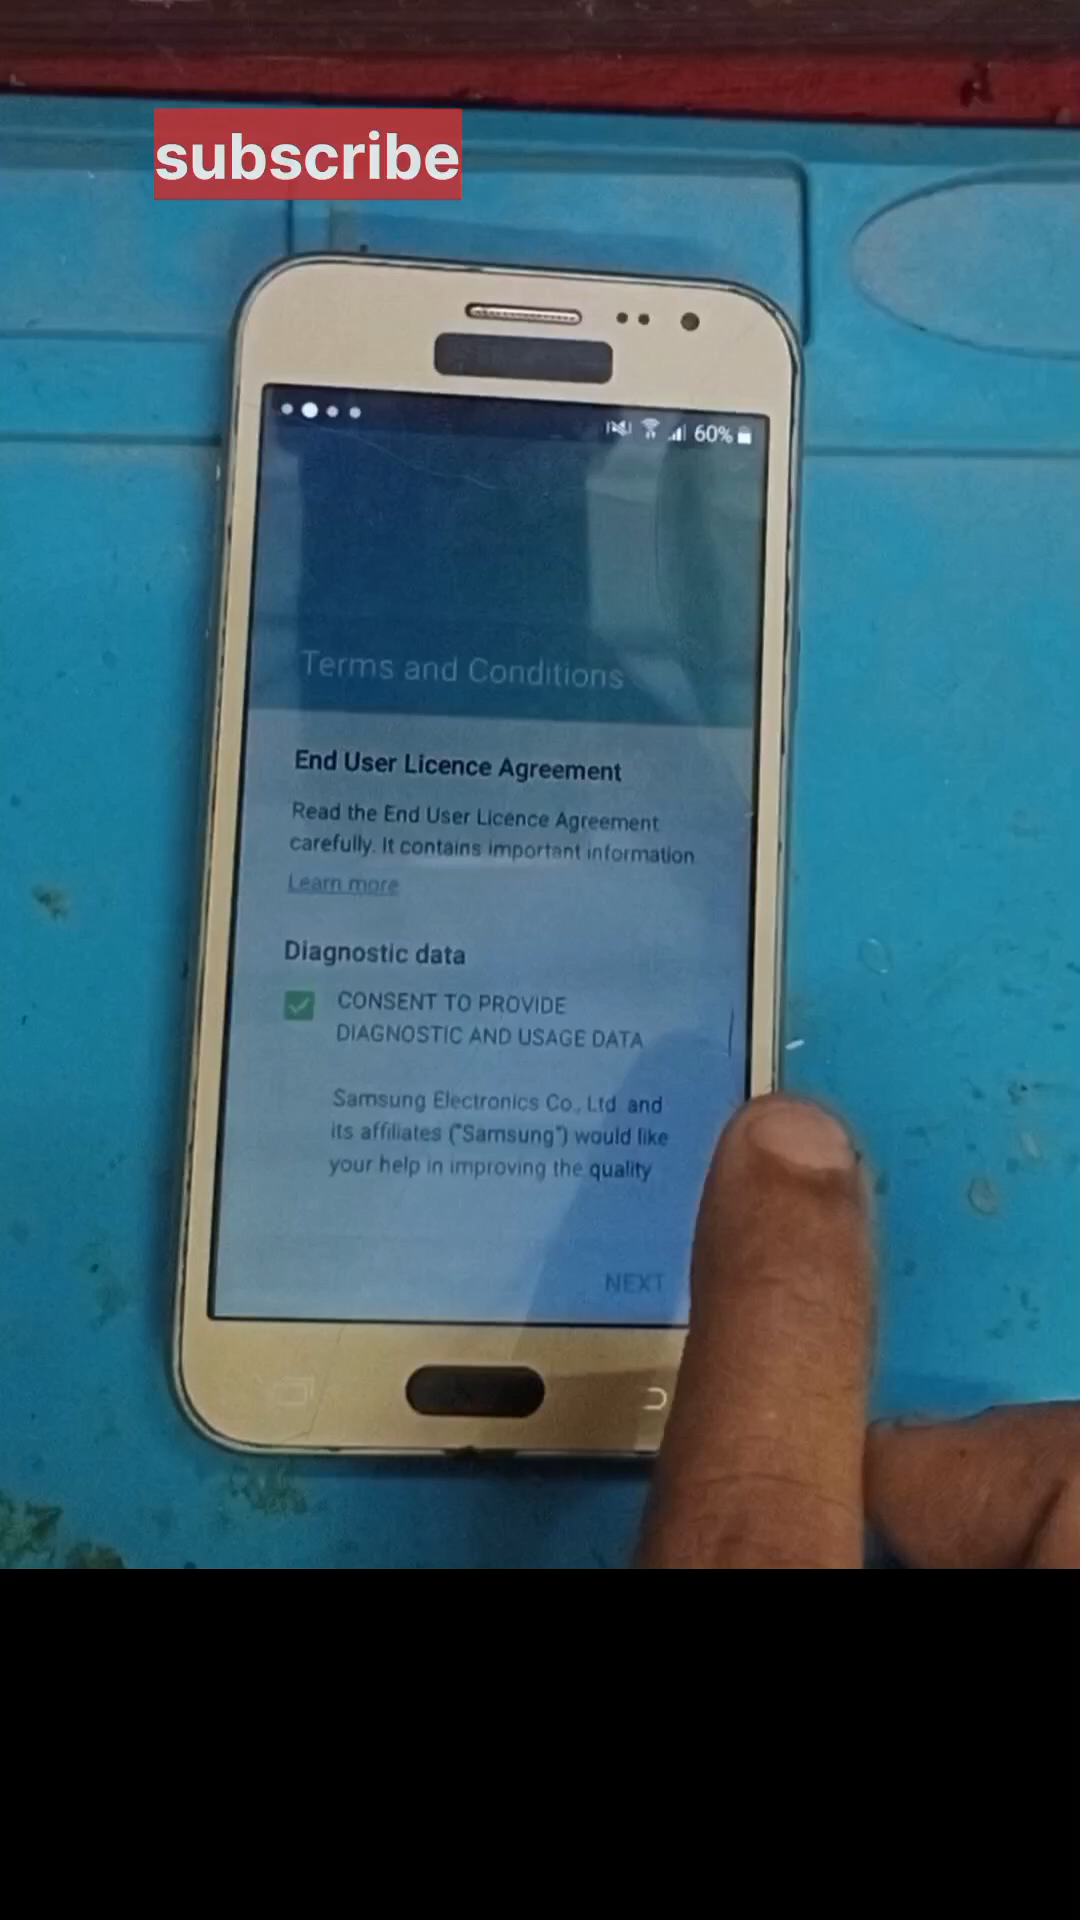 subscribe
60%
Terms and Conditions
End User Licence Agreement
Read the End User Licence Agreement
carefully. It contains important information
Learn more
Diagnostic data
CONSENT TO PROVIDE
DIAGNOSTIC AND USAGE DATA
Samsung Electronics Co., Ltd. and
its affiliates ("Samsung") would like
your help in improving the quality
NEXT